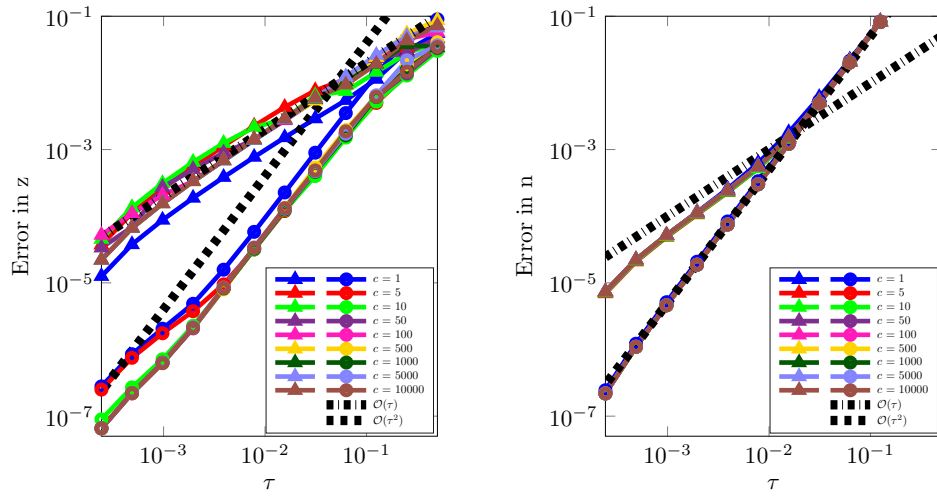 10^{-1}
10^{-3}
10^{-5}
10^{-7}
Error in z
10^{-3}
10^{-2}
10^{-1}
τ
c = 1
c = 5
c = 10
c = 50
c = 100
c = 500
c = 1000
c = 5000
c = 10000
𝒪(τ)
𝒪(τ²)
10^{-1}
10^{-3}
10^{-5}
10^{-7}
Error in n
10^{-3}
10^{-2}
10^{-1}
τ
c = 1
c = 5
c = 10
c = 50
c = 100
c = 500
c = 1000
c = 5000
c = 10000
𝒪(τ)
𝒪(τ²)